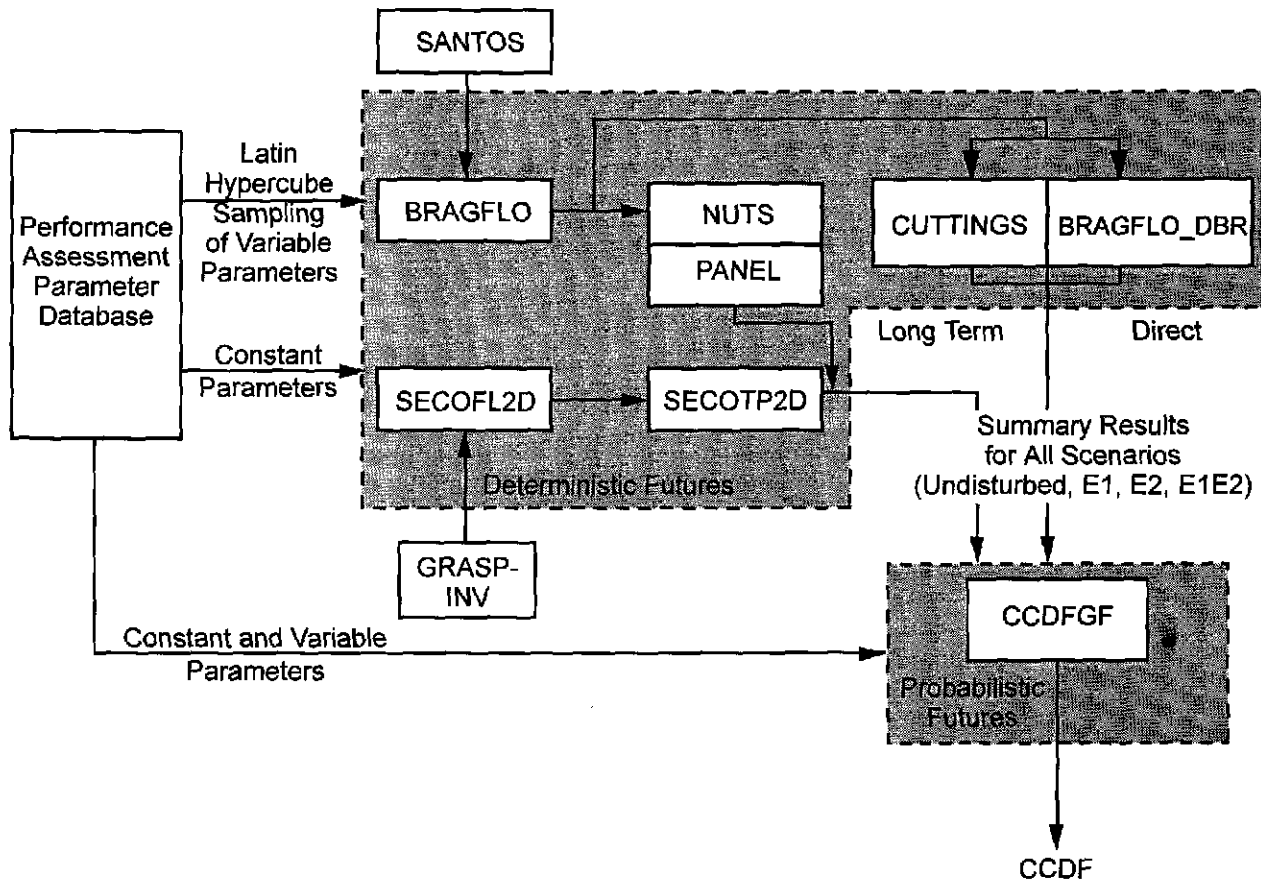 SANTOS
Performance
Assessment
Parameter
Database
Latin
Hypercube
Sampling
of Variable
Parameters
Constant
Parameters
BRAGFLO
NUTS
PANEL
CUTTINGS
BRAGFLO_DBR
Long Term
Direct
SECOFL2D
SECOTP2D
Deterministic Futures
GRASP-
INV
Summary Results
for All Scenarios
(Undisturbed, E1, E2, E1E2)
Constant and Variable
Parameters
CCDFGF
Probabilistic
Futures
CCDF